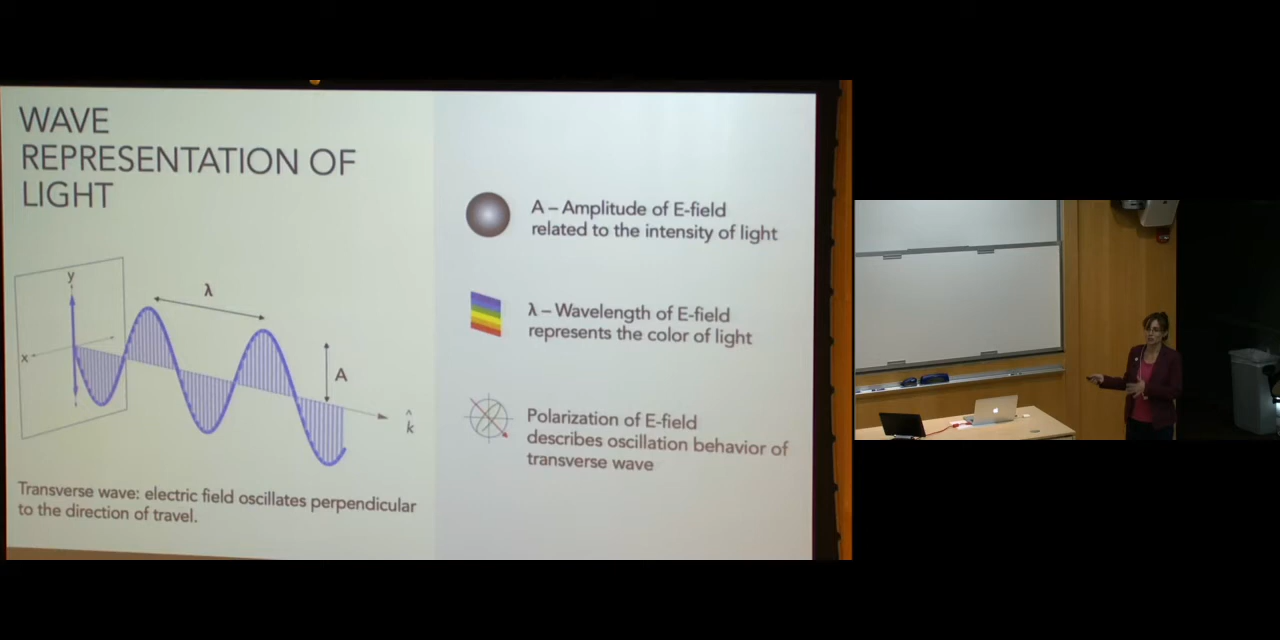 WAVE
REPRESENTATION OF
LIGHT
A – Amplitude of E-field
related to the intensity of light
λ – Wavelength of E-field
represents the color of light
Polarization of E-field
describes oscillation behavior of
transverse wave
y
x
λ
A
k̂
Transverse wave: electric field oscillates perpendicular
to the direction of travel.